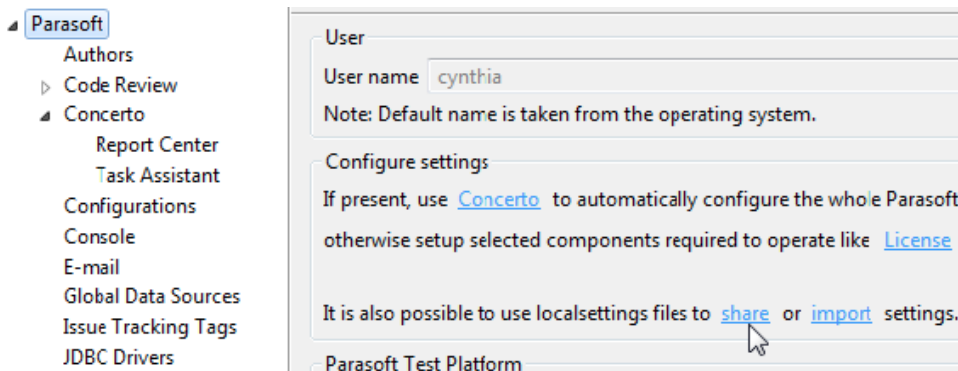 Parasoft
Authors
Code Review
Concerto
Report Center
Task Assistant
Configurations
Console
E-mail
Global Data Sources
Issue Tracking Tags
JDBC Drivers
User
User name cynthia
Note: Default name is taken from the operating system.
Configure settings
If present, use Concerto to automatically configure the whole Parasoft
otherwise setup selected components required to operate like License
It is also possible to use localsettings files to share or import settings.
Parasoft Test Platform